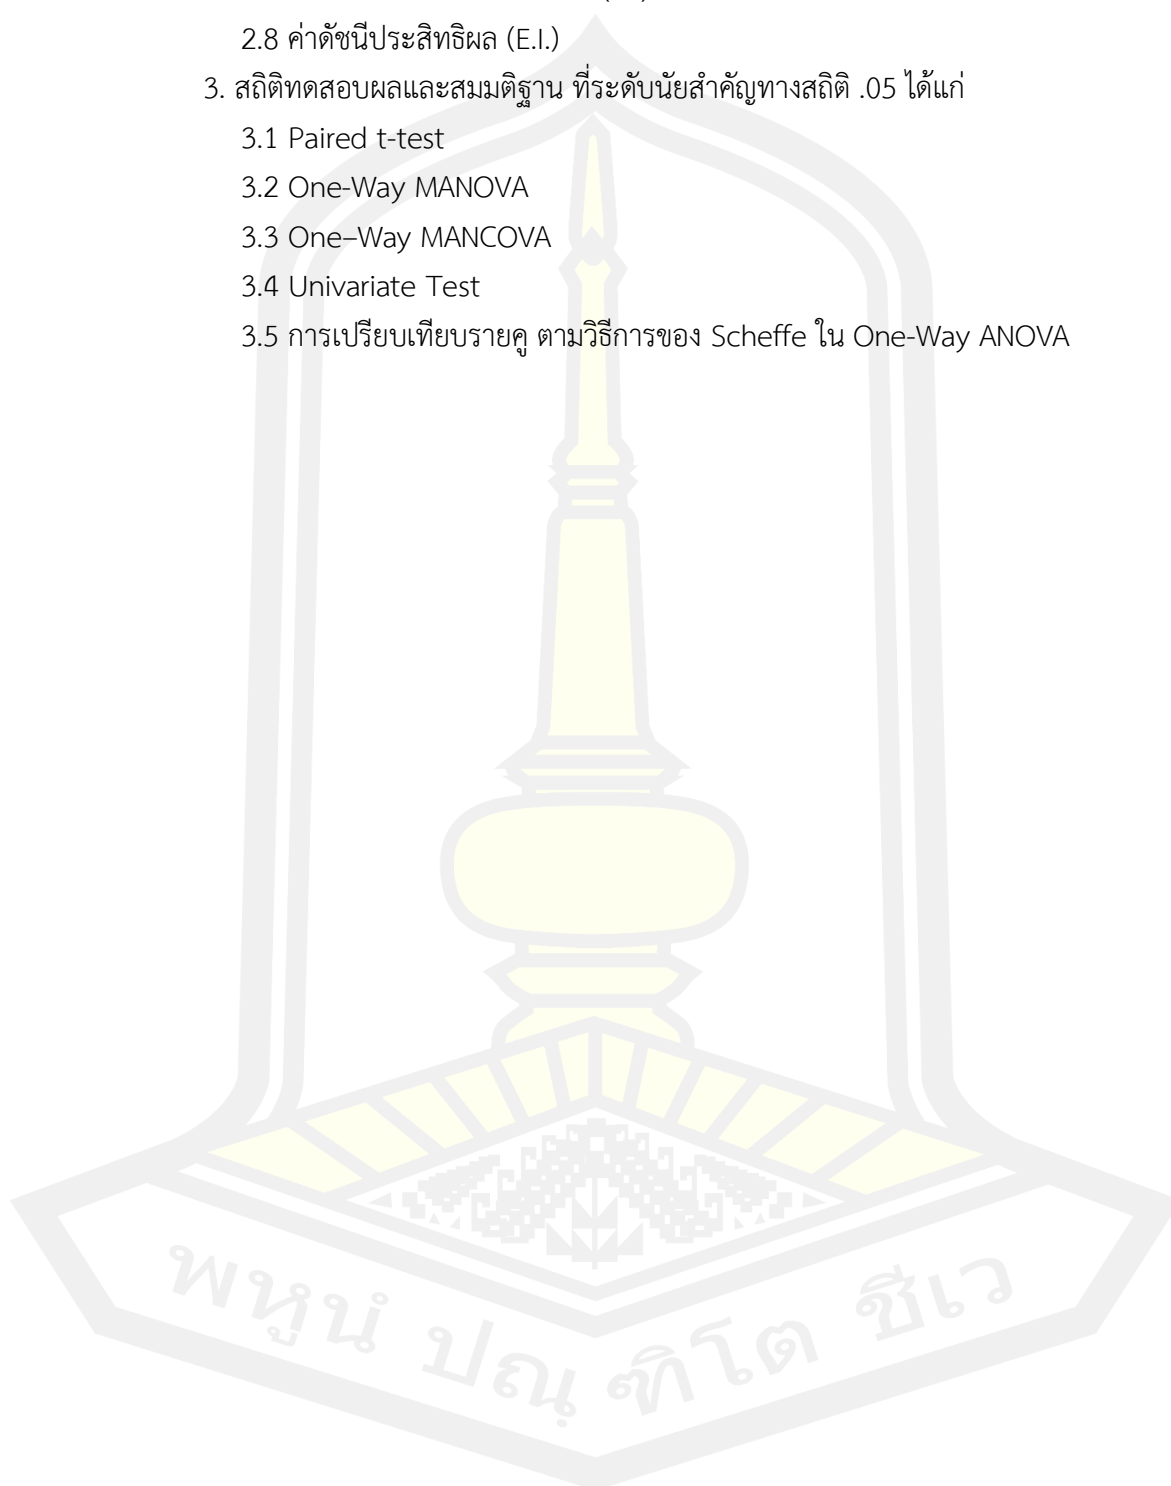 2.8 ค่าดัชนีประสิทธิผล (E.I.)
3. สถิติทดสอบผลและสมมติฐาน ที่ระดับนัยสำคัญทางสถิติ .05 ได้แก่
3.1 Paired t-test
3.2 One-Way MANOVA
3.3 One–Way MANCOVA
3.4 Univariate Test
3.5 การเปรียบเทียบรายคู่ ตามวิธีการของ Scheffe ใน One-Way ANOVA
พหูนํ ปณฺฑิโต ชีเว